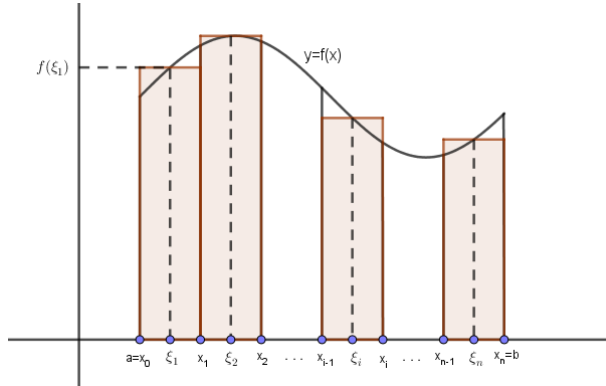 y=f(x)
f(ξ₁)
a=x₀ ξ₁ x₁ ξ₂ x₂ . . . xᵢ₋₁ ξᵢ xᵢ . . . xₙ₋₁ ξₙ xₙ=b